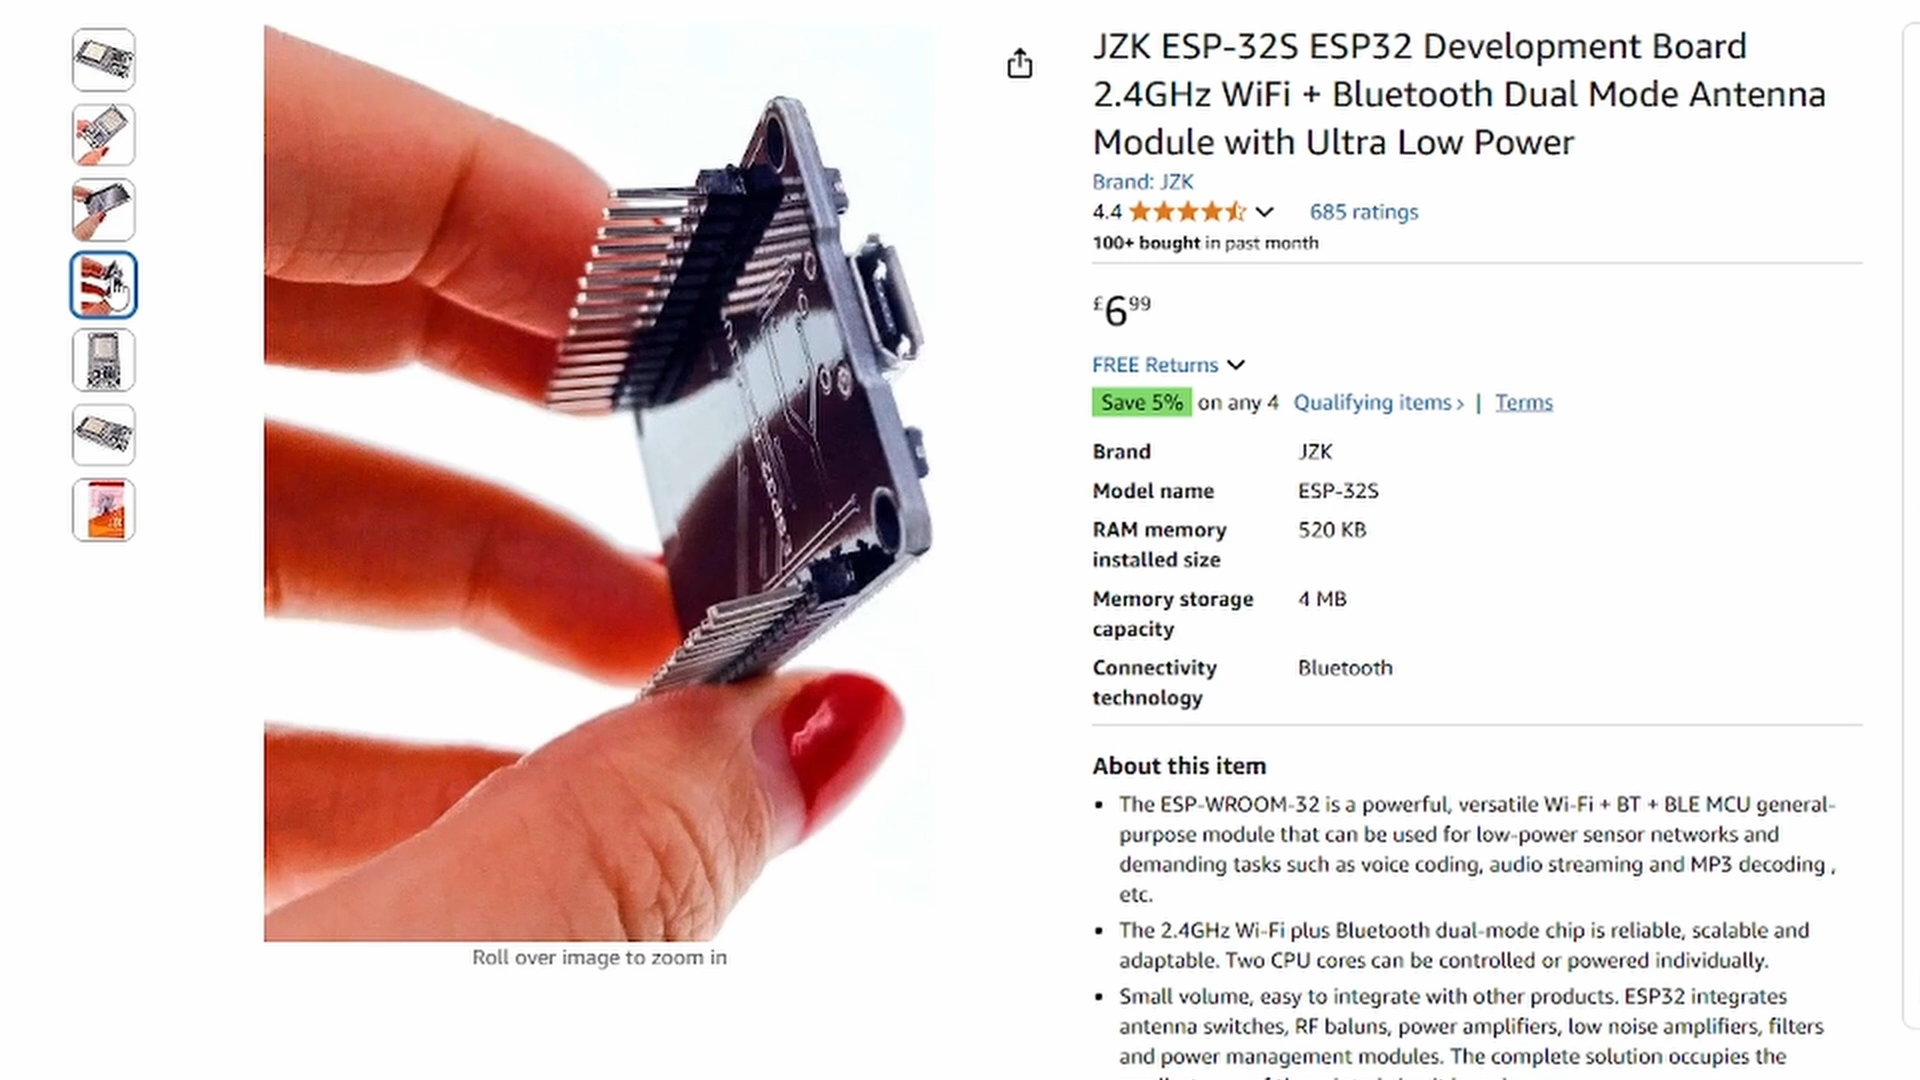 JZK ESP-32S ESP32 Development Board
2.4GHz WiFi + Bluetooth Dual Mode Antenna
Module with Ultra Low Power
Brand: JZK
4.4
685 ratings
100+ bought in past month
£6.99
FREE Returns
Save 5% on any 4 Qualifying items › | Terms
Brand JZK
Model name ESP-32S
RAM memory installed size 520 KB
Memory storage capacity 4 MB
Connectivity technology Bluetooth
About this item
• The ESP-WROOM-32 is a powerful, versatile Wi-Fi + BT + BLE MCU general-
purpose module that can be used for low-power sensor networks and
demanding tasks such as voice coding, audio streaming and MP3 decoding ,
etc.
• The 2.4GHz Wi-Fi plus Bluetooth dual-mode chip is reliable, scalable and
adaptable. Two CPU cores can be controlled or powered individually.
• Small volume, easy to integrate with other products. ESP32 integrates
antenna switches, RF baluns, power amplifiers, low noise amplifiers, filters
and power management modules. The complete solution occupies the
Roll over image to zoom in